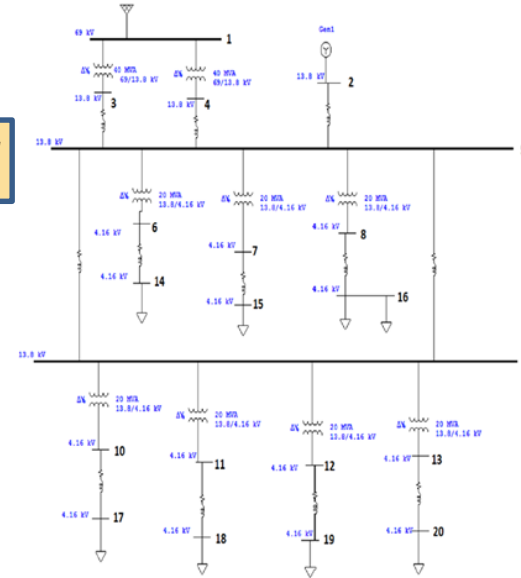 69 kV
1
Gen1
Δ% 40 MVA
69/13.8 kV
Δ% 40 MVA
69/13.8 kV
13.8 kV
2
13.8 kV
3
13.8 kV
4
13.8 kV
Δ% 20 MVA
13.8/4.16 kV
Δ% 20 MVA
13.8/4.16 kV
Δ% 20 MVA
13.8/4.16 kV
4.16 kV
6
4.16 kV
7
4.16 kV
8
4.16 kV
14
4.16 kV
15
4.16 kV
16
13.8 kV
Δ% 20 MVA
13.8/4.16 kV
Δ% 20 MVA
13.8/4.16 kV
Δ% 20 MVA
13.8/4.16 kV
Δ% 20 MVA
13.8/4.16 kV
4.16 kV
10
4.16 kV
11
4.16 kV
12
4.16 kV
13
4.16 kV
17
4.16 kV
18
4.16 kV
19
4.16 kV
20